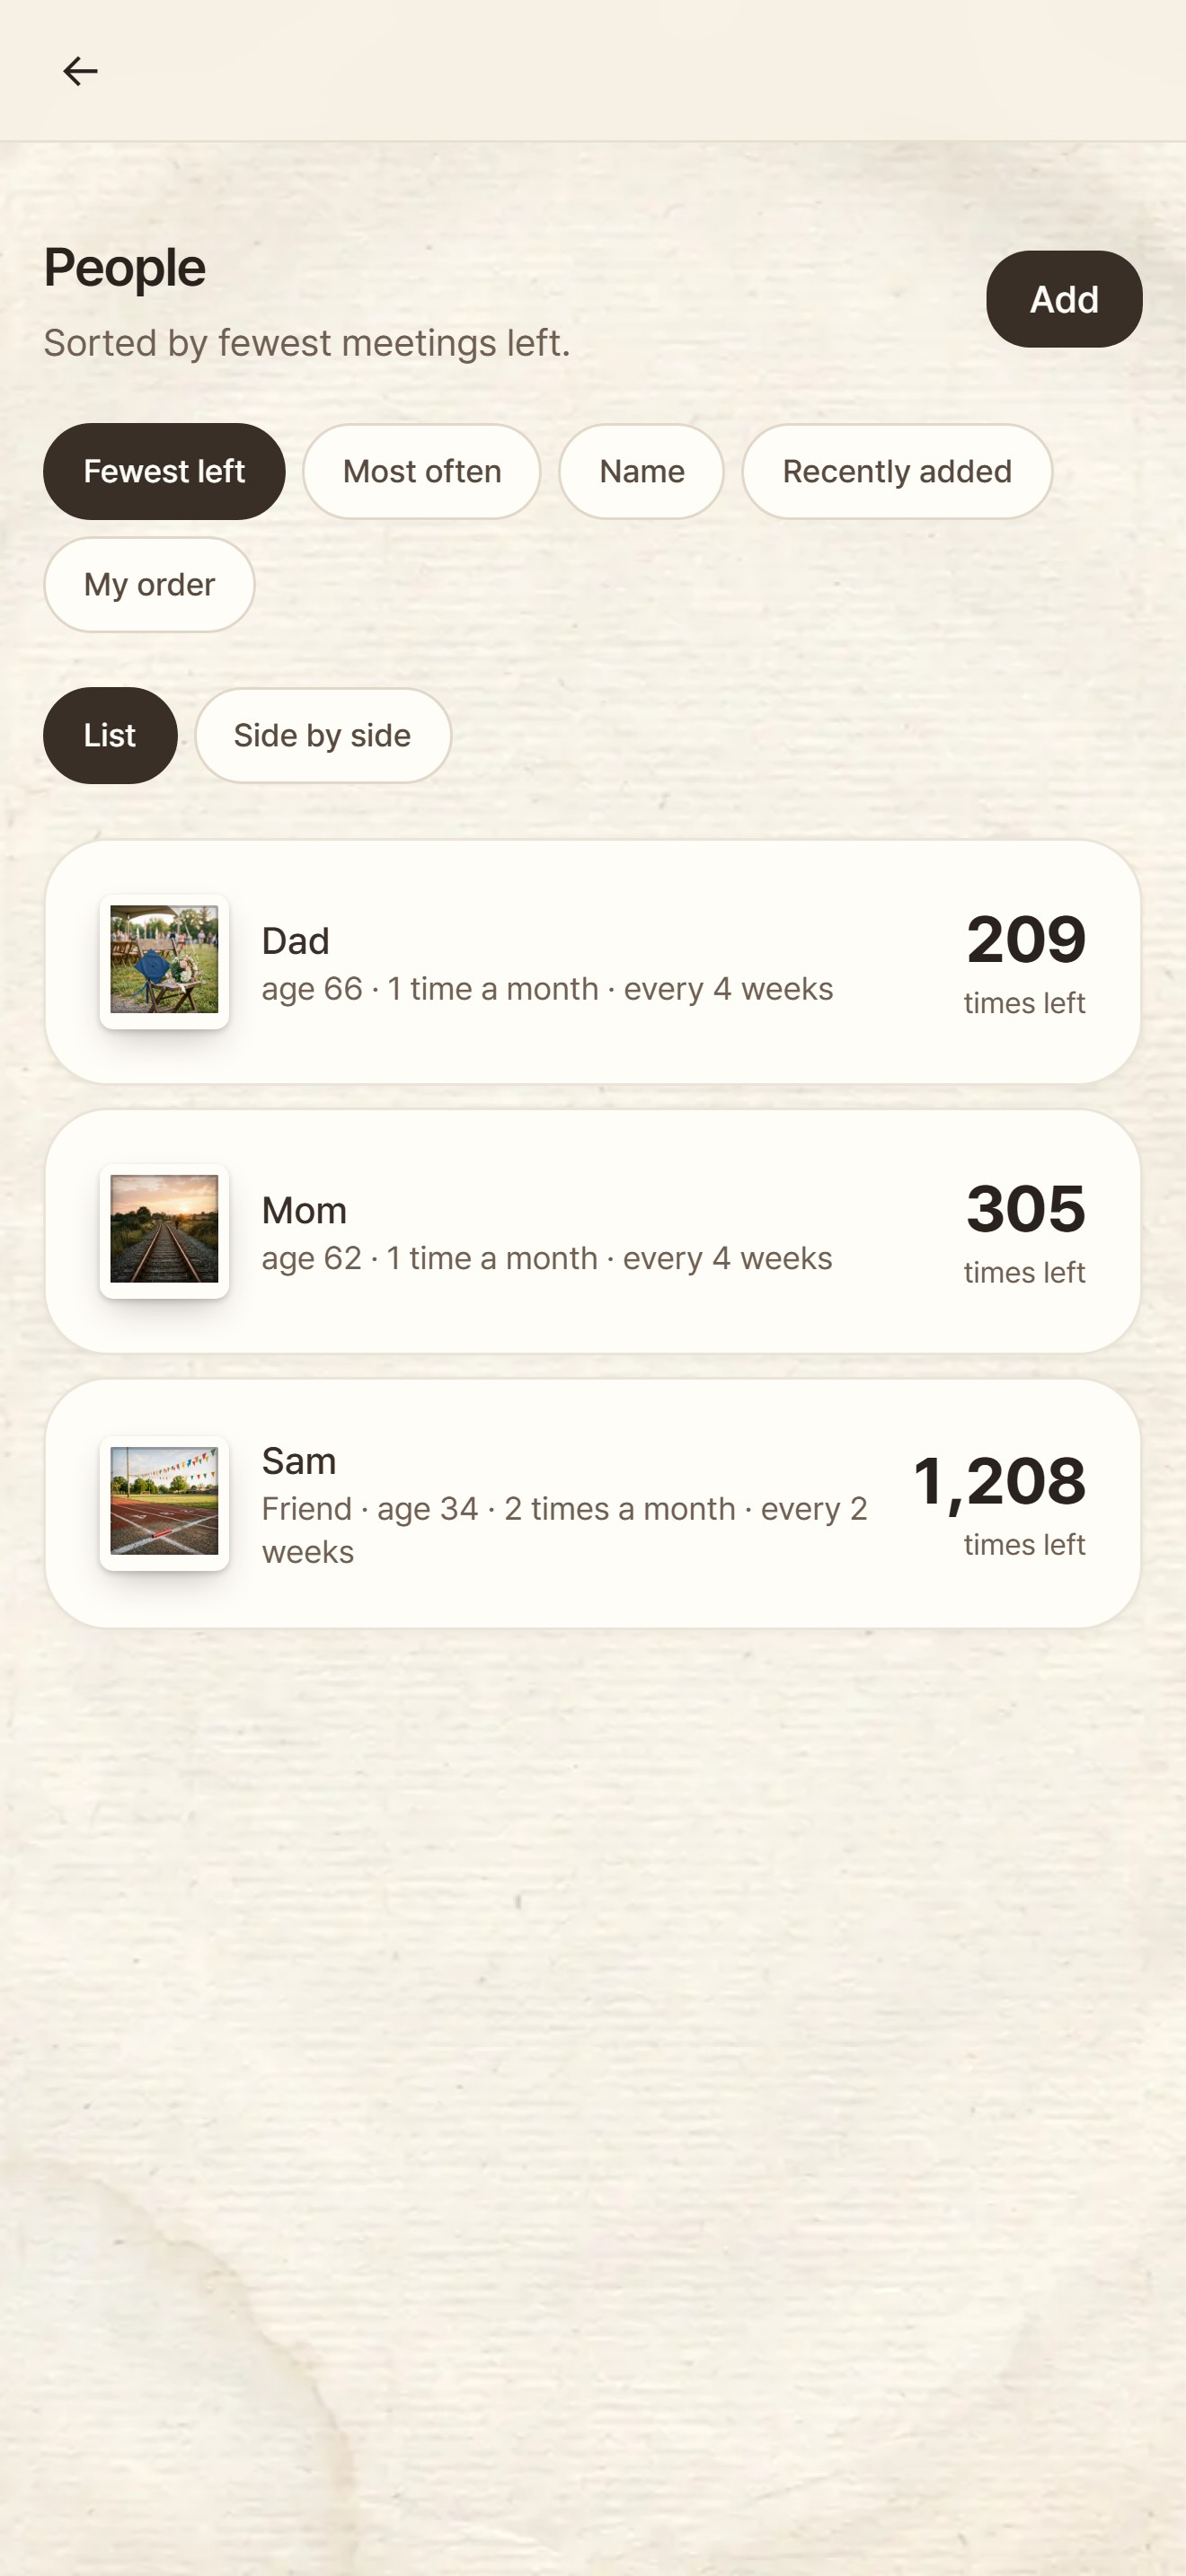 People
Sorted by fewest meetings left.
Add
Fewest left
Most often
Name
Recently added
My order
List
Side by side
Dad
age 66 · 1 time a month · every 4 weeks
209
times left
Mom
age 62 · 1 time a month · every 4 weeks
305
times left
Sam
Friend · age 34 · 2 times a month · every 2
weeks
1,208
times left